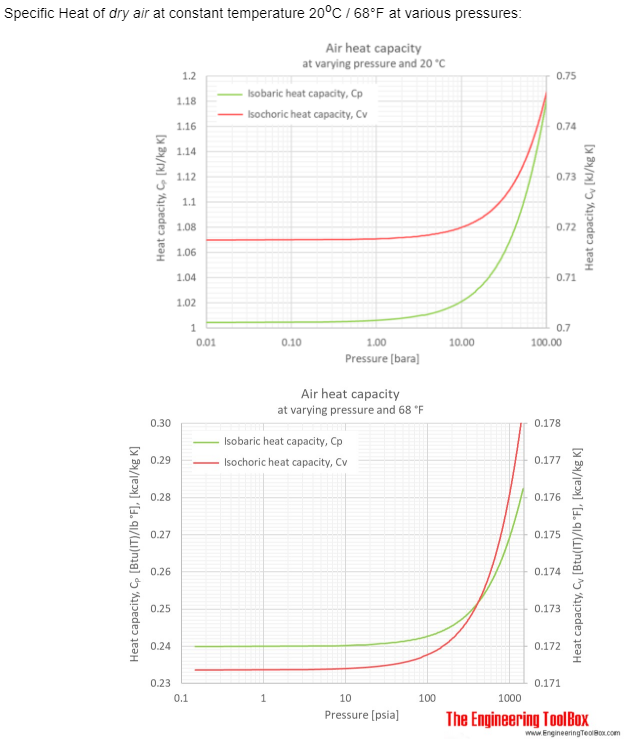 Specific Heat of dry air at constant temperature 20⁰C / 68°F at various pressures:
Air heat capacity
at varying pressure and 20 °C
Isobaric heat capacity, Cp
Isochoric heat capacity, Cv
Heat capacity, Cₚ [kJ/kg K]
1.2
1.18
1.16
1.14
1.12
1.1
1.08
1.06
1.04
1.02
1
0.75
0.74
0.73
0.72
0.71
0.7
Heat capacity, Cᵥ [kJ/kg K]
0.01 0.10 1.00 10.00 100.00
Pressure [bara]
Air heat capacity
at varying pressure and 68 °F
Isobaric heat capacity, Cp
Isochoric heat capacity, Cv
Heat capacity, Cₚ [Btu(IT)/lb °F], [kcal/kg K]
0.30
0.29
0.28
0.27
0.26
0.25
0.24
0.23
0.178
0.177
0.176
0.175
0.174
0.173
0.172
0.171
Heat capacity, Cᵥ [Btu(IT)/lb °F], [kcal/kg K]
0.1 1 10 100 1000
Pressure [psia]
The Engineering ToolBox
www.EngineeringToolBox.com